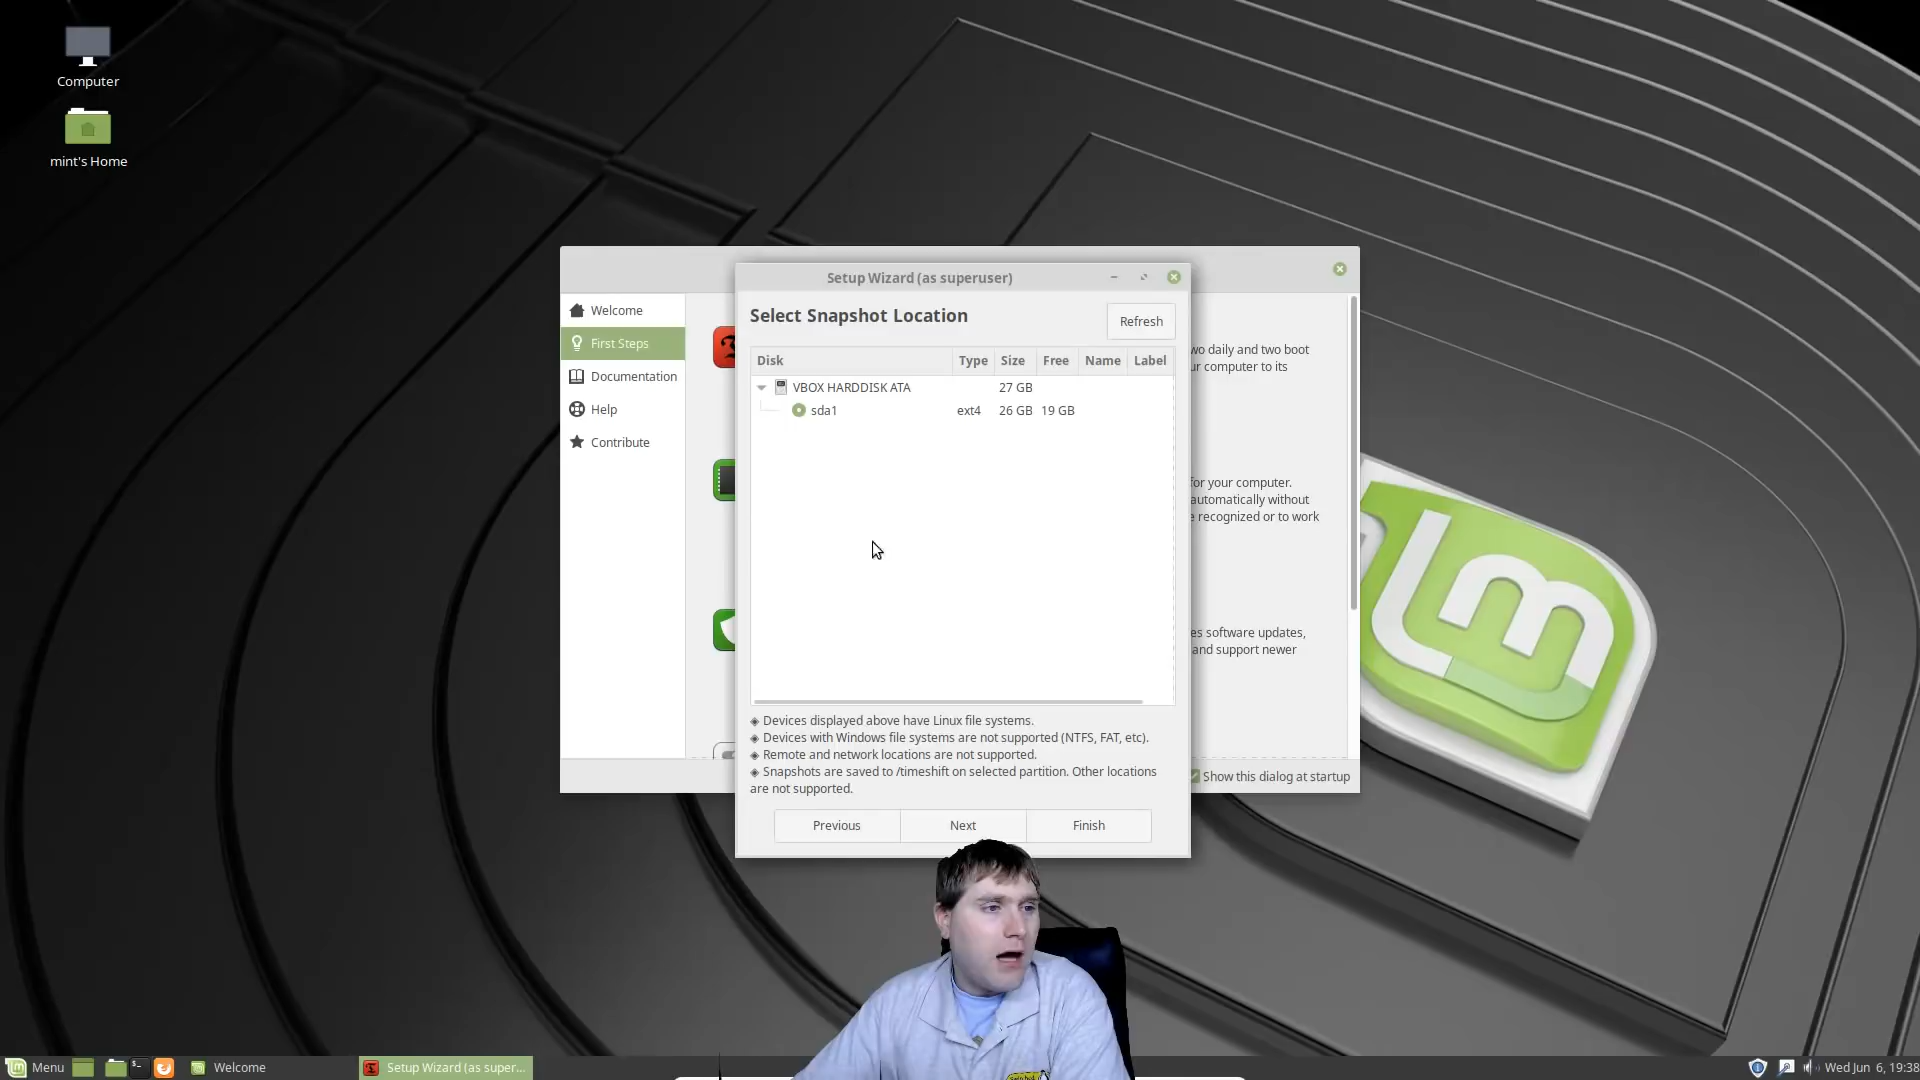 Computer
mint's Home
Setup Wizard (as superuser)
Select Snapshot Location
Refresh
Disk Type Size Free Name Label
VBOX HARDDISK ATA 27 GB
sda1 ext4 26 GB 19 GB
◈ Devices displayed above have Linux file systems.
◈ Devices with Windows file systems are not supported (NTFS, FAT, etc).
◈ Remote and network locations are not supported.
◈ Snapshots are saved to /timeshift on selected partition. Other locations
are not supported.
Previous Next Finish
Welcome
First Steps
Documentation
Help
Contribute
wo daily and two boot
ur computer to its
for your computer.
automatically without
e recognized or to work
es software updates,
and support newer
Show this dialog at startup
Menu
Welcome
Setup Wizard (as super...
Wed Jun 6, 19:38